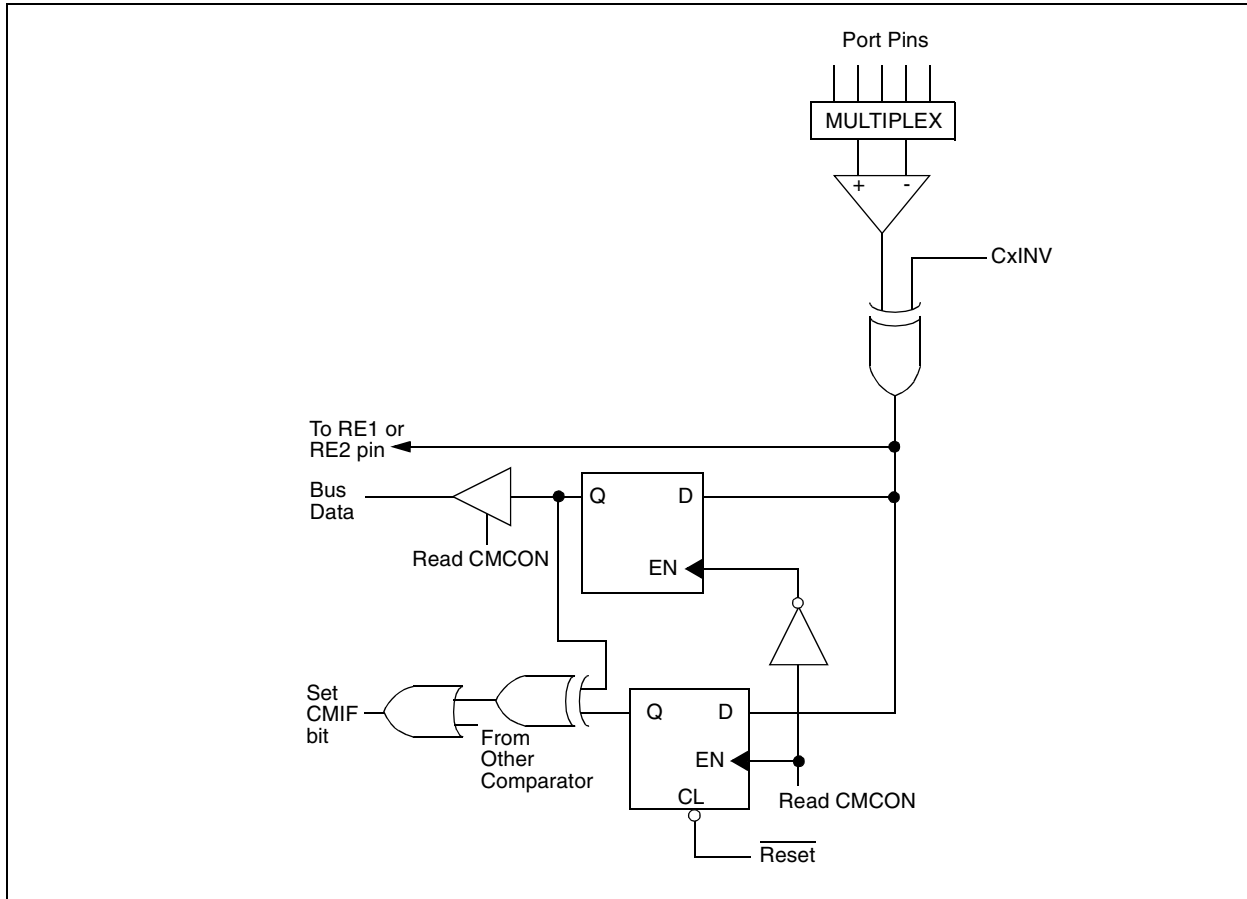 Port Pins
MULTIPLEX
+ -
CxINV
To RE1 or
RE2 pin
Bus
Data
Q D
Read CMCON
EN
Set
CMIF
bit
From
Other
Comparator
Q D
EN
CL
Read CMCON
Reset